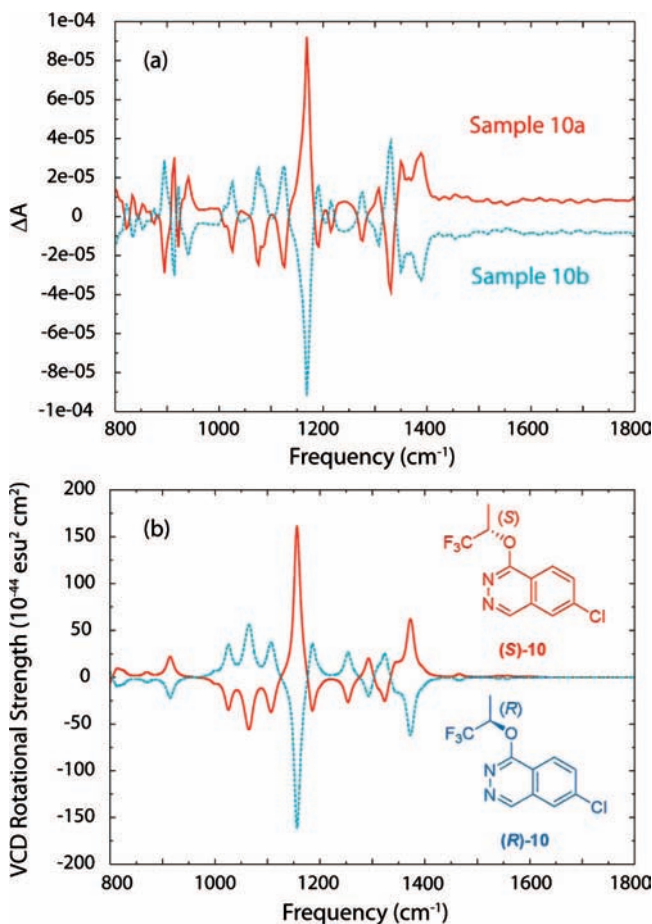 1e-04
(a)
8e-05
6e-05
Sample 10a
4e-05
2e-05
ΔA
0
-2e-05
Sample 10b
-4e-05
-6e-05
-8e-05
-1e-04
800 1000 1200 1400 1600 1800
Frequency (cm⁻¹)
200
(b)
150
(S)
100
F₃C
O
50
N
N
Cl
0
(S)-10
VCD Rotational Strength (10⁻⁴⁴ esu² cm²)
-50
(R)
F₃C
O
-100
N
N
Cl
-150
(R)-10
-200
800 1000 1200 1400 1600 1800
Frequency (cm⁻¹)